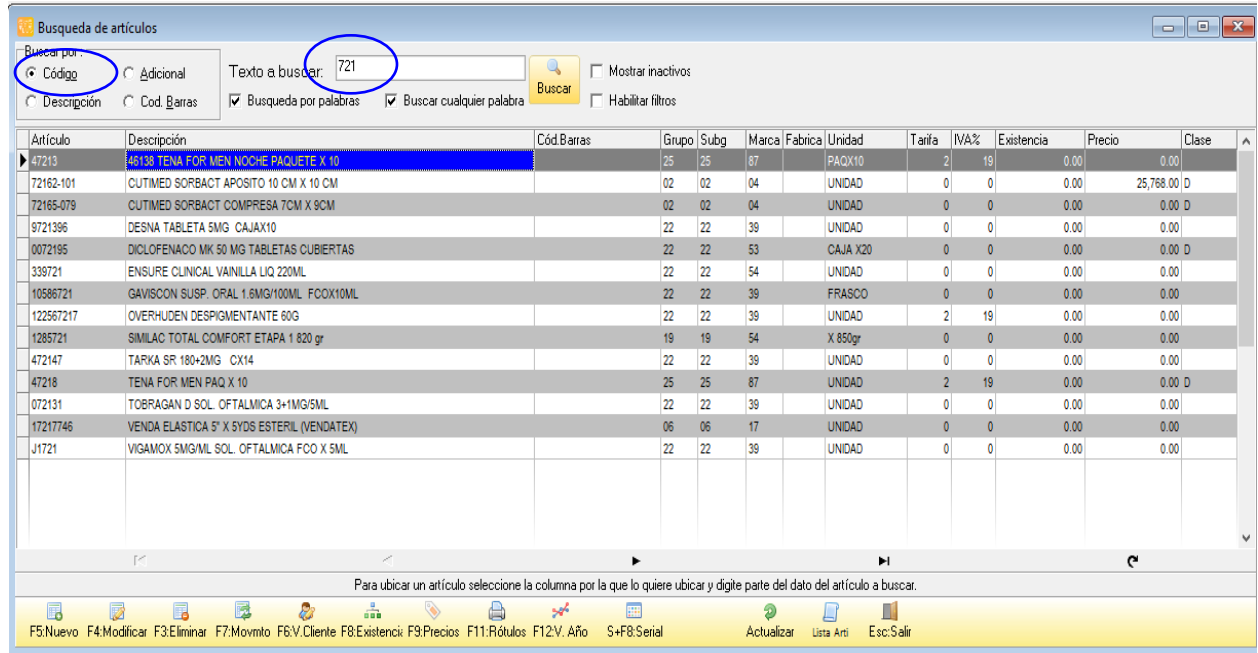 Busqueda de artículos
Buscar por:
Código Adicional Texto a buscar: 721 Buscar Mostrar inactivos
Descripción Cod. Barras Busqueda por palabras Buscar cualquier palabra Habilitar filtros
Artículo Descripción Cód.Barras Grupo Subg Marca Fabrica Unidad Tarifa IVA% Existencia Precio Clase
47213 46138 TENA FOR MEN NOCHE PAQUETE X 10 25 25 87 PAQX10 2 19 0.00 0.00
72162-101 CUTIMED SORBACT APOSITO 10 CM X 10 CM 02 02 04 UNIDAD 0 0 0.00 25,768.00 D
72165-079 CUTIMED SORBACT COMPRESA 7CM X 9CM 02 02 04 UNIDAD 0 0 0.00 0.00 D
9721396 DESNA TABLETA 5MG CAJAX10 22 22 39 UNIDAD 0 0 0.00 0.00
0072195 DICLOFENACO MK 50 MG TABLETAS CUBIERTAS 22 22 53 CAJA X20 0 0 0.00 0.00 D
339721 ENSURE CLINICAL VAINILLA LIQ 220ML 22 22 54 UNIDAD 0 0 0.00 0.00
10586721 GAVISCON SUSP. ORAL 1.6MG/100ML FCOX10ML 22 22 39 FRASCO 0 0 0.00 0.00
122567217 OVERHUDEN DESPIGMENTANTE 60G 22 22 39 UNIDAD 2 19 0.00 0.00
1285721 SIMILAC TOTAL COMFORT ETAPA 1 820 gr 19 19 54 X 850gr 0 0 0.00 0.00
472147 TARKA SR 180+2MG CX14 22 22 39 UNIDAD 0 0 0.00 0.00
47218 TENA FOR MEN PAQ X 10 25 25 87 UNIDAD 2 19 0.00 0.00 D
072131 TOBRAGAN D SOL. OFTALMICA 3+1MG/5ML 22 22 39 UNIDAD 0 0 0.00 0.00
17217746 VENDA ELASTICA 5" X 5YDS ESTERIL (VENDATEX) 06 06 17 UNIDAD 0 0 0.00 0.00
J1721 VIGAMOX 5MG/ML SOL. OFTALMICA FCO X 5ML 22 22 39 UNIDAD 0 0 0.00 0.00
Para ubicar un artículo seleccione la columna por la que lo quiere ubicar y digite parte del dato del artículo a buscar.
F5:Nuevo F4:Modificar F3:Eliminar F7:Movmto F6:V.Cliente F8:Existenci F9:Precios F11:Rótulos F12:V. Año S+F8:Serial Actualizar Lista Arti Esc:Salir